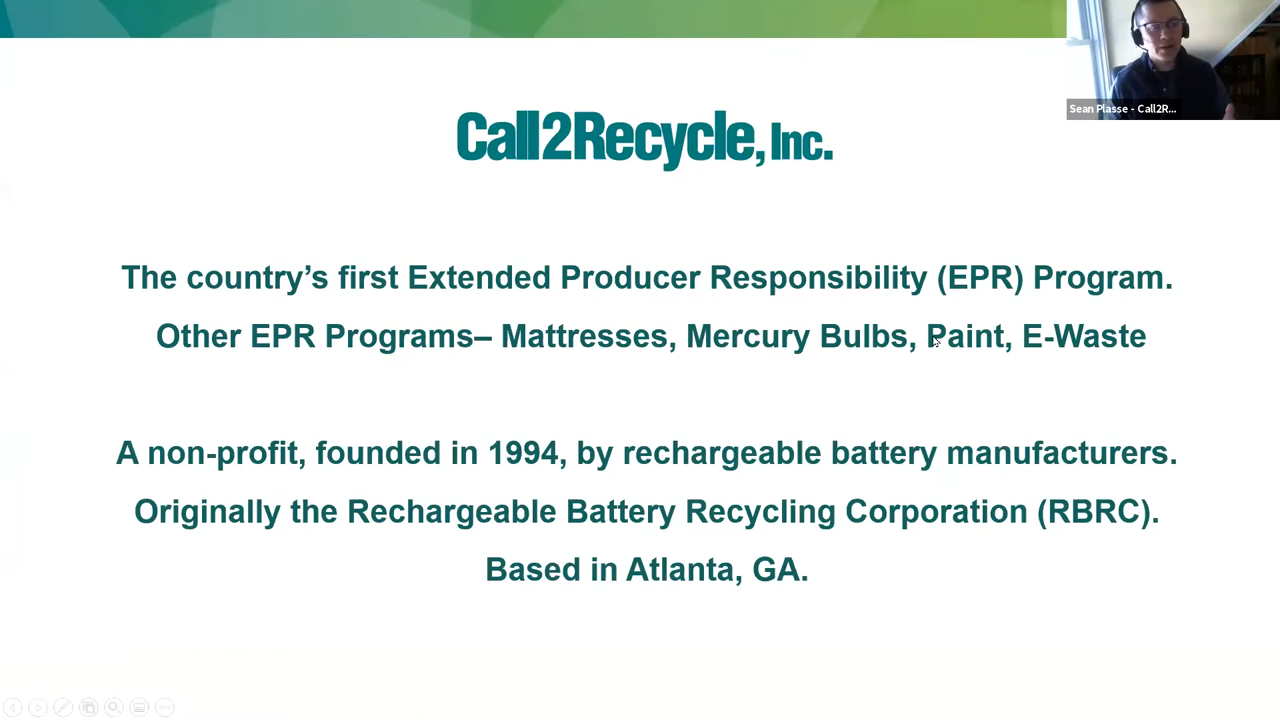 Sean Plasse - Call2R...
Call2Recycle, Inc.
The country’s first Extended Producer Responsibility (EPR) Program.
Other EPR Programs– Mattresses, Mercury Bulbs, Paint, E-Waste
A non-profit, founded in 1994, by rechargeable battery manufacturers.
Originally the Rechargeable Battery Recycling Corporation (RBRC).
Based in Atlanta, GA.